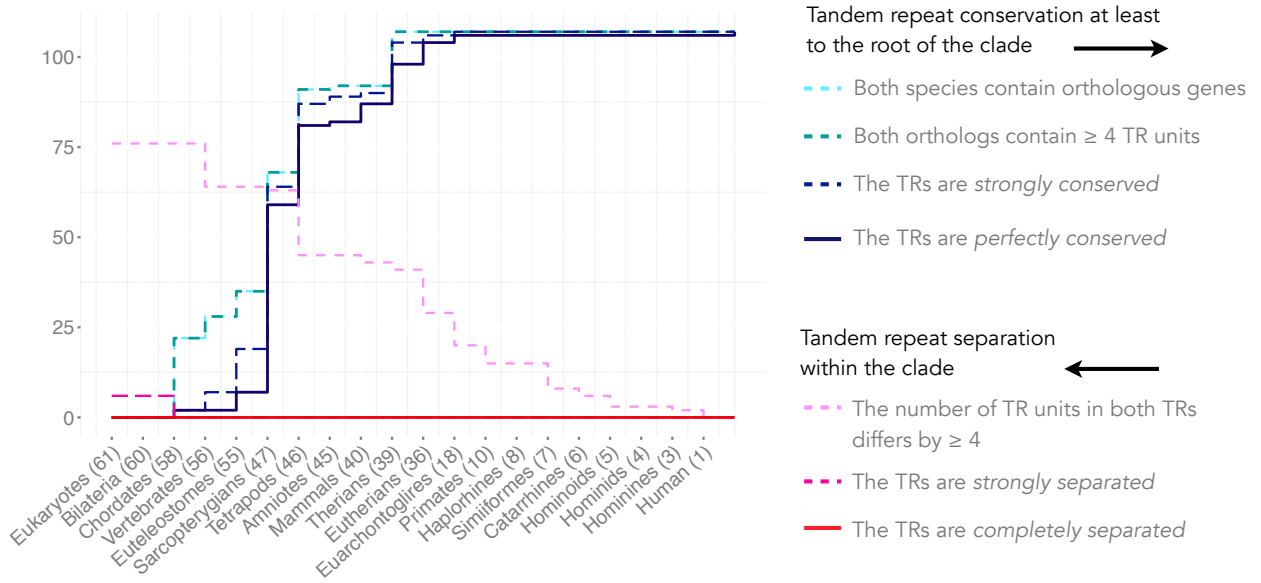 Tandem repeat conservation at least
to the root of the clade
Both species contain orthologous genes
Both orthologs contain ≥ 4 TR units
The TRs are strongly conserved
The TRs are perfectly conserved
Tandem repeat separation
within the clade
The number of TR units in both TRs
differs by ≥ 4
The TRs are strongly separated
The TRs are completely separated
100
75
50
25
0
Eukaryotes (61)
Bilateria (60)
Chordates (58)
Vertebrates (56)
Euteleostomes (55)
Sarcopterygians (47)
Tetrapods (46)
Amniotes (45)
Mammals (40)
Therians (39)
Eutherians (36)
Euarchontoglires (18)
Primates (10)
Haplorhines (8)
Simiiformes (7)
Catarrhines (6)
Hominoids (5)
Hominids (4)
Hominines (3)
Human (1)